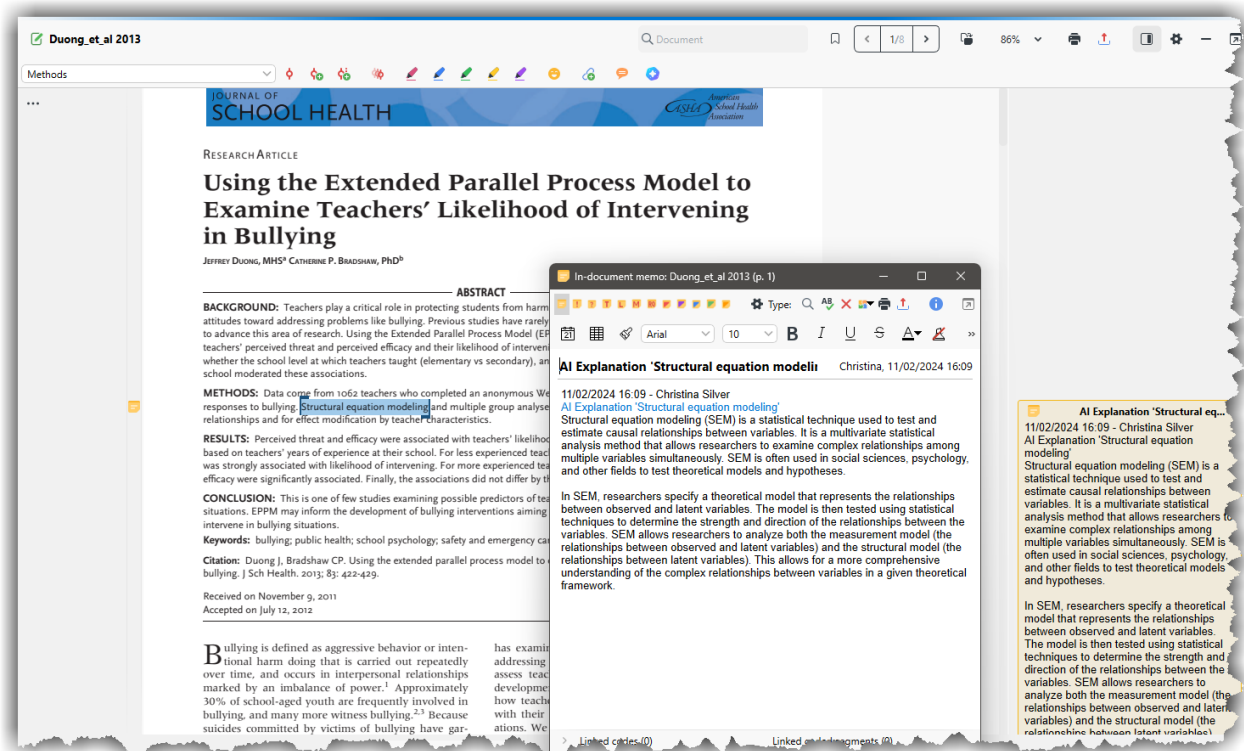 Duong_et_al 2013
Document
1/8
86%
Methods
JOURNAL OF
SCHOOL HEALTH
ASHA
American
School Health
Association
RESEARCH ARTICLE
Using the Extended Parallel Process Model to
Examine Teachers' Likelihood of Intervening
in Bullying
JEFFREY DUONG, MHSa CATHERINE P. BRADSHAW, PHDb
ABSTRACT
BACKGROUND: Teachers play a critical role in protecting students from harm
attitudes toward addressing problems like bullying. Previous studies have rarely
to advance this area of research. Using the Extended Parallel Process Model (EP
teachers' perceived threat and perceived efficacy and their likelihood of interveni
whether the school level at which teachers taught (elementary vs secondary), an
school moderated these associations.
METHODS: Data come from 1062 teachers who completed an anonymous We
responses to bullying. Structural equation modeling and multiple group analyse
relationships and for effect modification by teacher characteristics.
RESULTS: Perceived threat and efficacy were associated with teachers' likelihoo
based on teachers' years of experience at their school. For less experienced teac
was strongly associated with likelihood of intervening. For more experienced tea
efficacy were significantly associated. Finally, the associations did not differ by th
CONCLUSION: This is one of few studies examining possible predictors of tea
situations. EPPM may inform the development of bullying interventions aiming
intervene in bullying situations.
Keywords: bullying; public health; school psychology; safety and emergency ca
Citation: Duong J, Bradshaw CP. Using the extended parallel process model to
bullying. J Sch Health. 2013; 83: 422-429.
Received on November 9, 2011
Accepted on July 12, 2012
Bullying is defined as aggressive behavior or inten-
tional harm doing that is carried out repeatedly
over time, and occurs in interpersonal relationships
marked by an imbalance of power.1 Approximately
30% of school-aged youth are frequently involved in
bullying, and many more witness bullying.2,3 Because
suicides committed by victims of bullying have gar-
has examin
addressing
assess teac
developme
how teache
with their
ations. We
In-document memo: Duong_et_al 2013 (p. 1)
Type:
Arial
10
B I U S A
AI Explanation 'Structural equation modelii
Christina, 11/02/2024 16:09
11/02/2024 16:09 - Christina Silver
AI Explanation 'Structural equation modeling'
Structural equation modeling (SEM) is a statistical technique used to test and
estimate causal relationships between variables. It is a multivariate statistical
analysis method that allows researchers to examine complex relationships among
multiple variables simultaneously. SEM is often used in social sciences, psychology,
and other fields to test theoretical models and hypotheses.
In SEM, researchers specify a theoretical model that represents the relationships
between observed and latent variables. The model is then tested using statistical
techniques to determine the strength and direction of the relationships between the
variables. SEM allows researchers to analyze both the measurement model (the
relationships between observed and latent variables) and the structural model (the
relationships between latent variables). This allows for a more comprehensive
understanding of the complex relationships between variables in a given theoretical
framework.
Linked codes (0)
Linked
AI Explanation 'Structural eq...
11/02/2024 16:09 - Christina Silver
AI Explanation 'Structural equation
modeling'
Structural equation modeling (SEM) is a
statistical technique used to test and
estimate causal relationships between
variables. It is a multivariate statistical
analysis method that allows researchers to
examine complex relationships among
multiple variables simultaneously. SEM is
often used in social sciences, psychology,
and other fields to test theoretical models
and hypotheses.
In SEM, researchers specify a theoretical
model that represents the relationships
between observed and latent variables.
The model is then tested using statistical
techniques to determine the strength and
direction of the relationships between the
variables. SEM allows researchers to
analyze both the measurement model (the
relationships between observed and latent
variables) and the structural model (the
relationships between latent variables). This